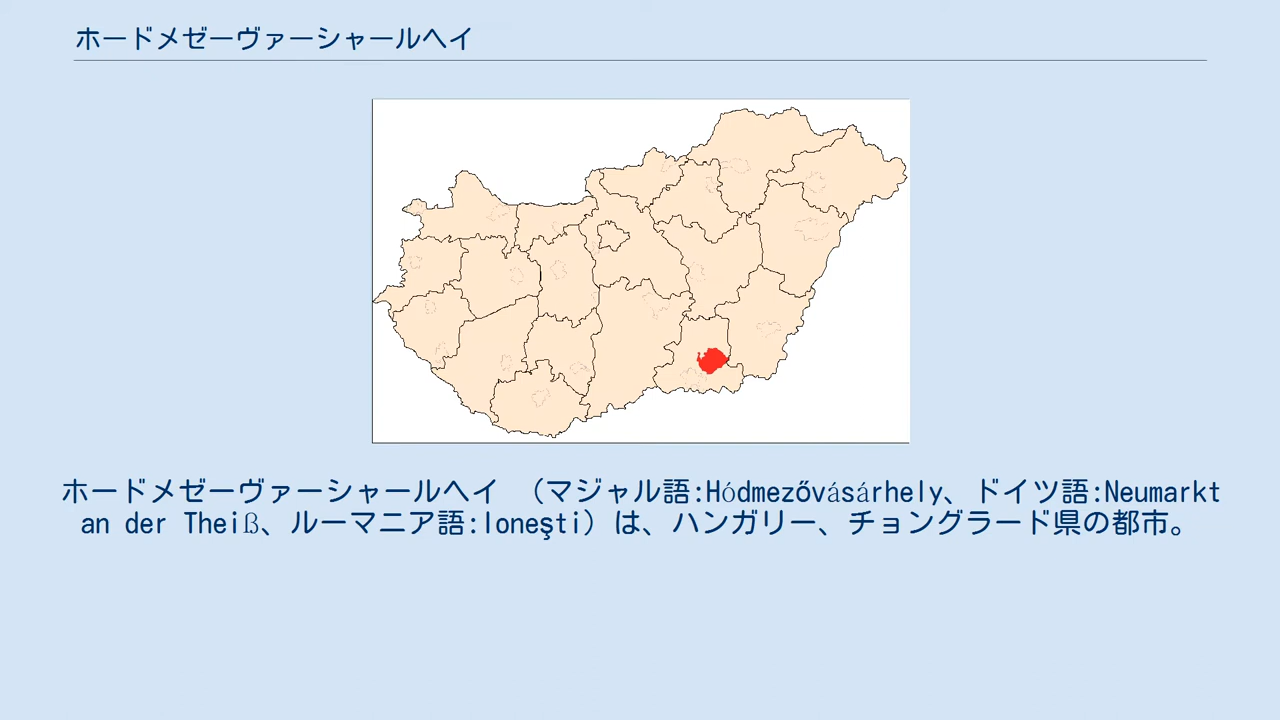 ホードメゼーヴァーシャールヘイ
ホードメゼーヴァーシャールヘイ （マジャル語:Hódmezővásárhely、ドイツ語:Neumarkt
an der Theiß、ルーマニア語:Ioneşti）は、ハンガリー、チョングラード県の都市。